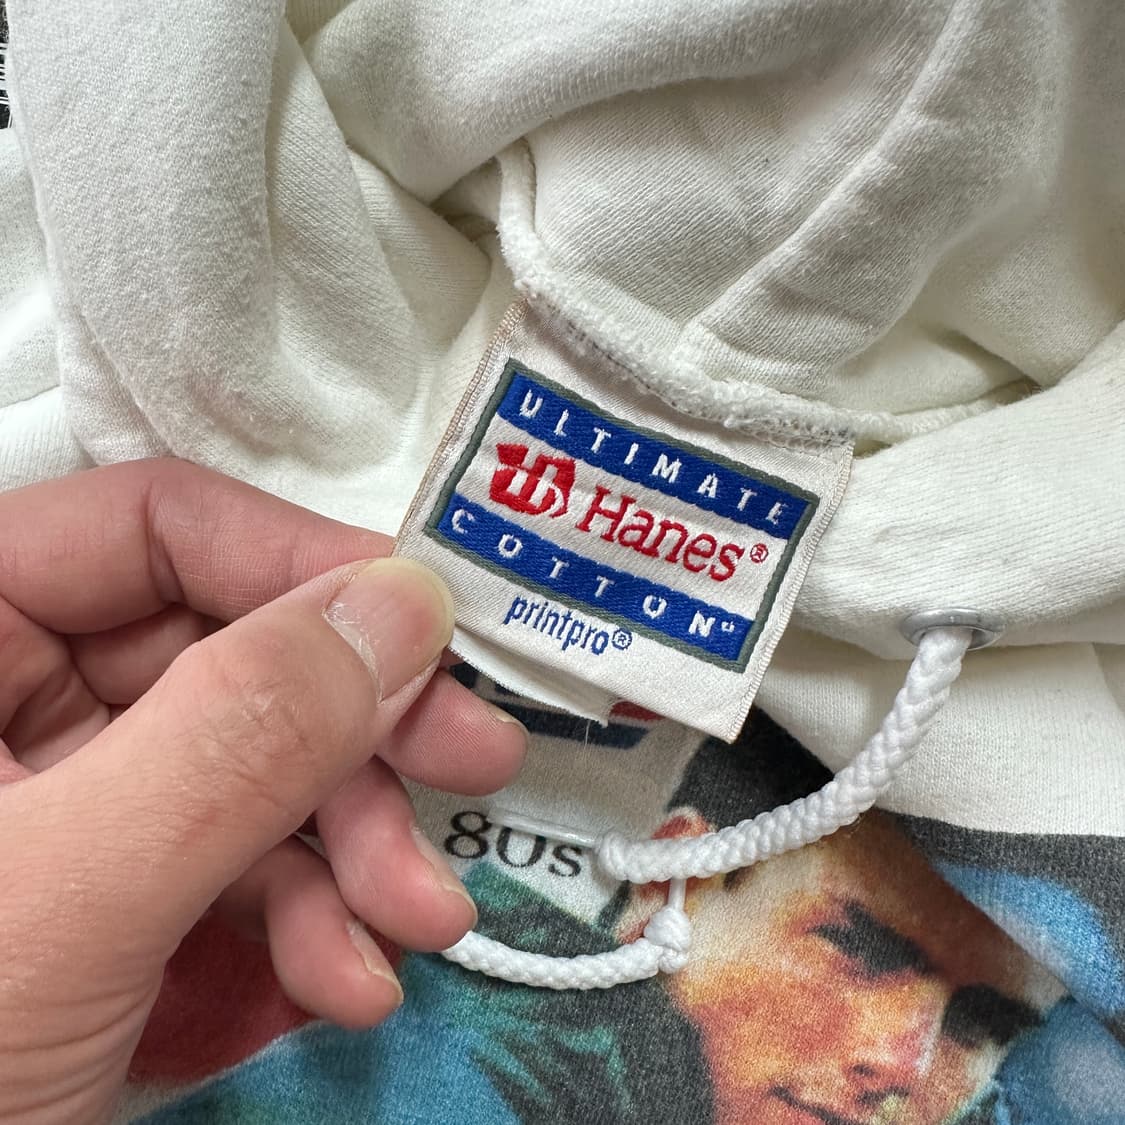 ULTIMATE
Hanes®
COTTON"
printpro®
80s